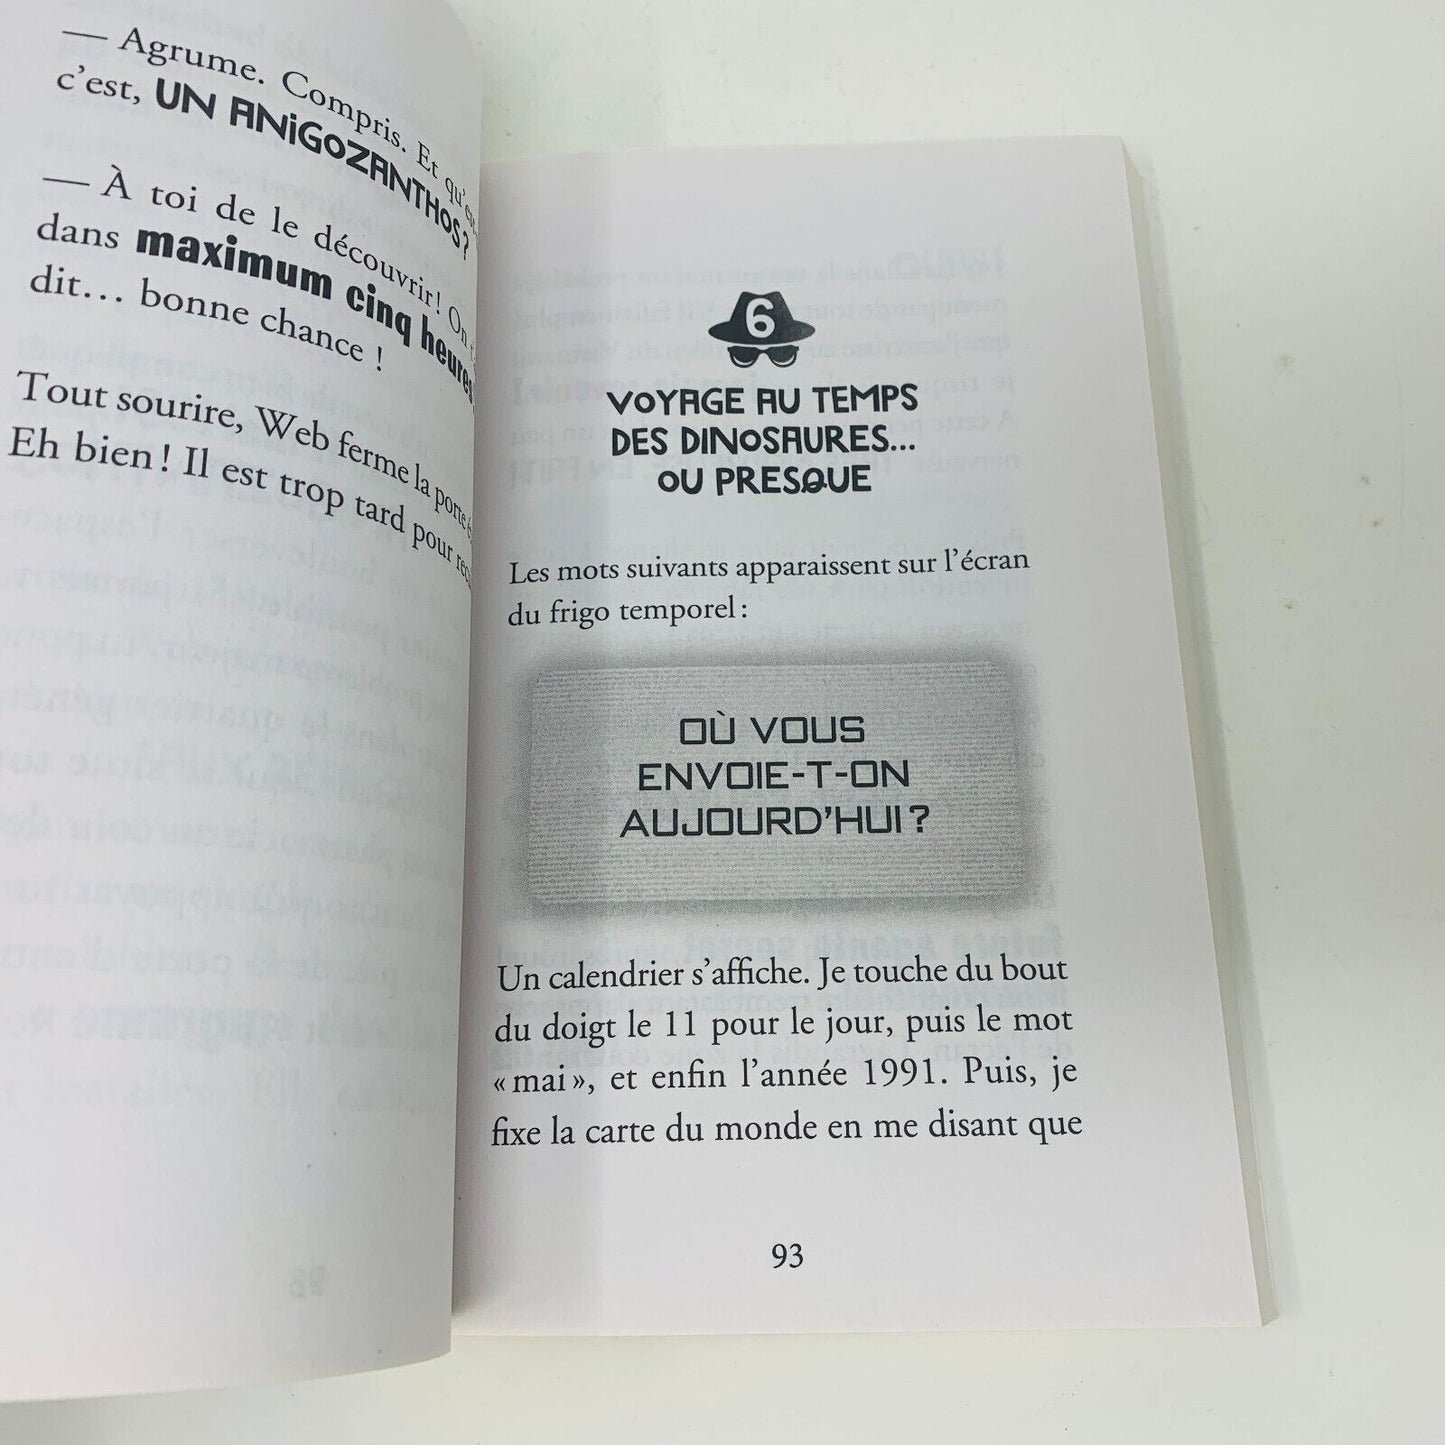 — Agrume. Compris. Et
c'est, UN ANIGOZANTHOS?
— À toi de le découvrir! On
dans maximum cinq heures
dit… bonne chance !
Tout sourire, Web ferme la porte
Eh bien ! Il est trop tard pour
6
VOYAGE AU TEMPS
DES DINOSAURES...
OU PRESQUE
Les mots suivants apparaissent sur l'écran
du frigo temporel :
OÙ VOUS
ENVOIE-T-ON
AUJOURD'HUI ?
Un calendrier s'affiche. Je touche du bout
du doigt le 11 pour le jour, puis le mot
« mai », et enfin l'année 1991. Puis, je
fixe la carte du monde en me disant que
93